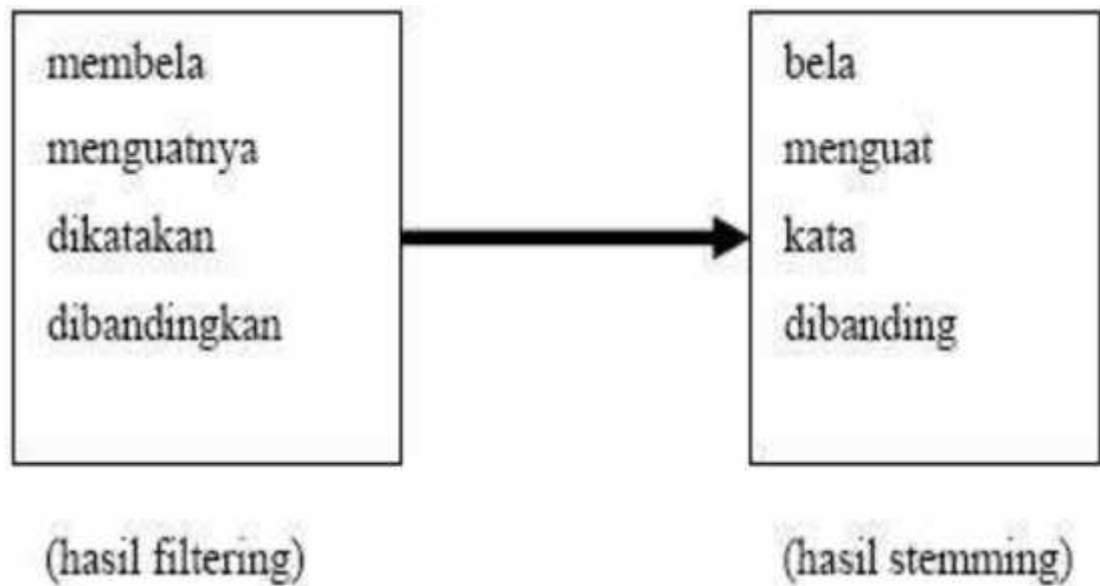 membela
menguatnya
dikatakan
dibandingkan
(hasil filtering)
bela
menguat
kata
dibanding
(hasil stemming)